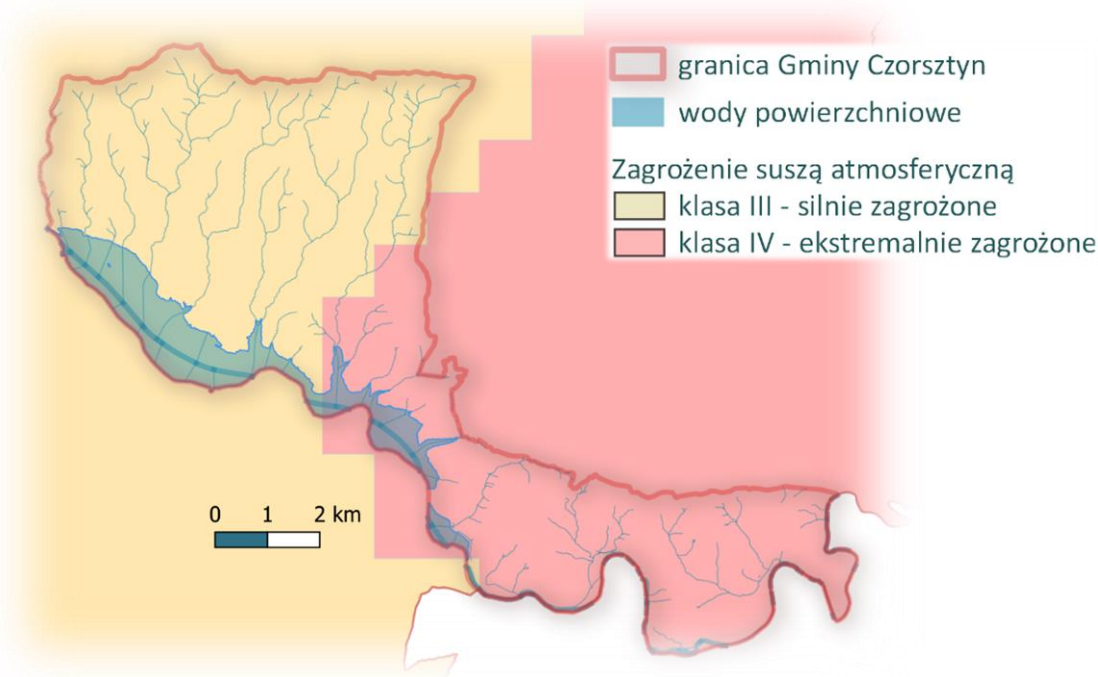 granica Gminy Czorsztyn
wody powierzchniowe
Zagrożenie suszą atmosferyczną
klasa III - silnie zagrożone
klasa IV - ekstremalnie zagrożone
0 1 2 km